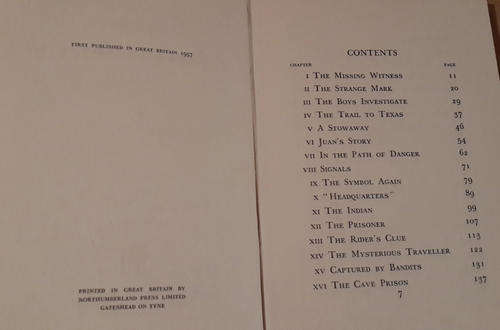 FIRST PUBLISHED IN GREAT BRITAIN 1957
PRINTED IN GREAT BRITAIN BY
NORTHUMBERLAND PRESS LIMITED
GATESHEAD ON TYNE
CONTENTS
CHAPTER PAGE
I THE MISSING WITNESS 11
II THE STRANGE MARK 20
III THE BOYS INVESTIGATE 29
IV THE TRAIL TO TEXAS 37
V A STOWAWAY 46
VI JUAN'S STORY 54
VII IN THE PATH OF DANGER 62
VIII SIGNALS 71
IX THE SYMBOL AGAIN 79
X "HEADQUARTERS" 89
XI THE INDIAN 99
XII THE PRISONER 107
XIII THE RIDER'S CLUE 113
XIV THE MYSTERIOUS TRAVELLER 122
XV CAPTURED BY BANDITS 131
XVI THE CAVE PRISON 137
7